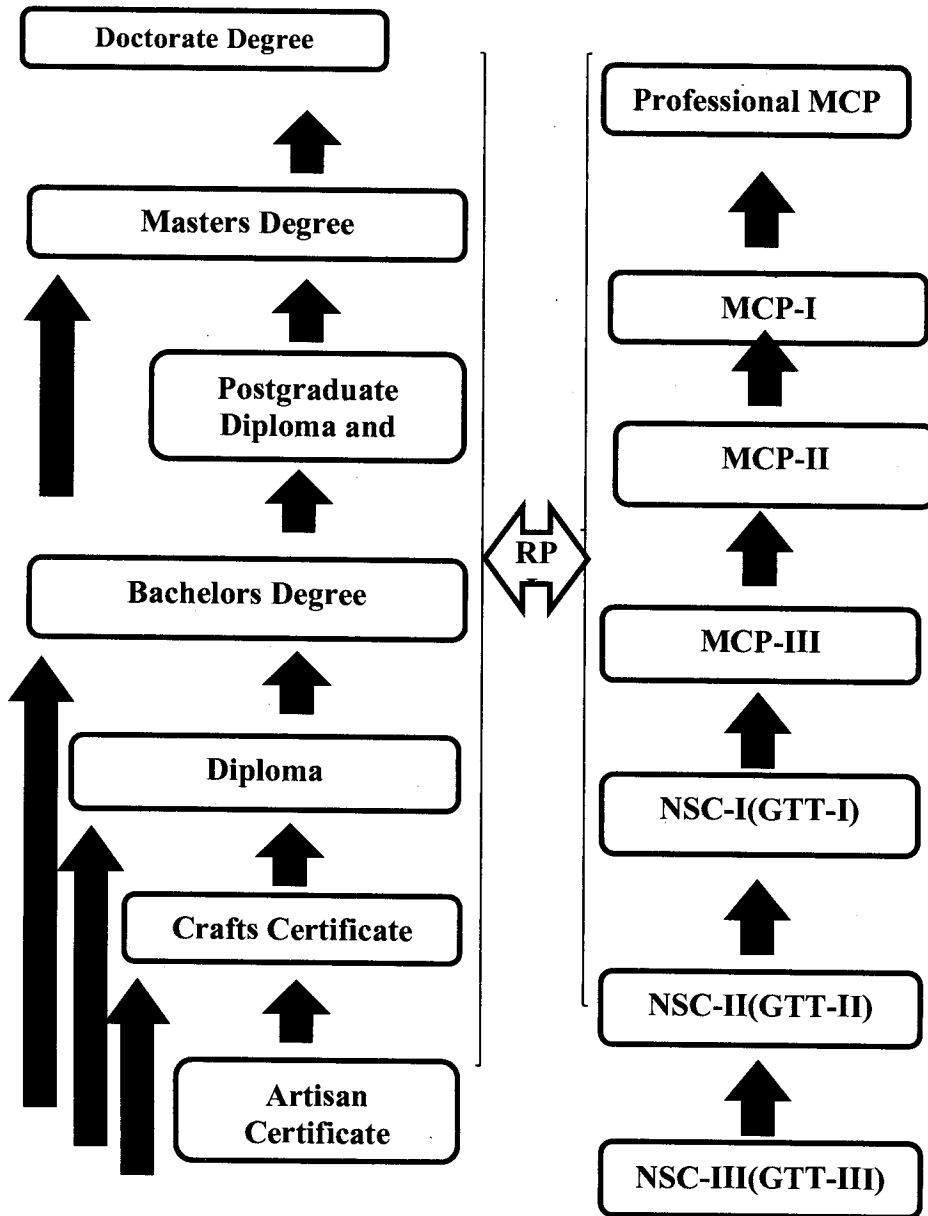 Doctorate Degree
Masters Degree
Postgraduate
Diploma and
Bachelors Degree
Diploma
Crafts Certificate
Artisan
Certificate
RP
Professional MCP
MCP-I
MCP-II
MCP-III
NSC-I(GTT-I)
NSC-II(GTT-II)
NSC-III(GTT-III)